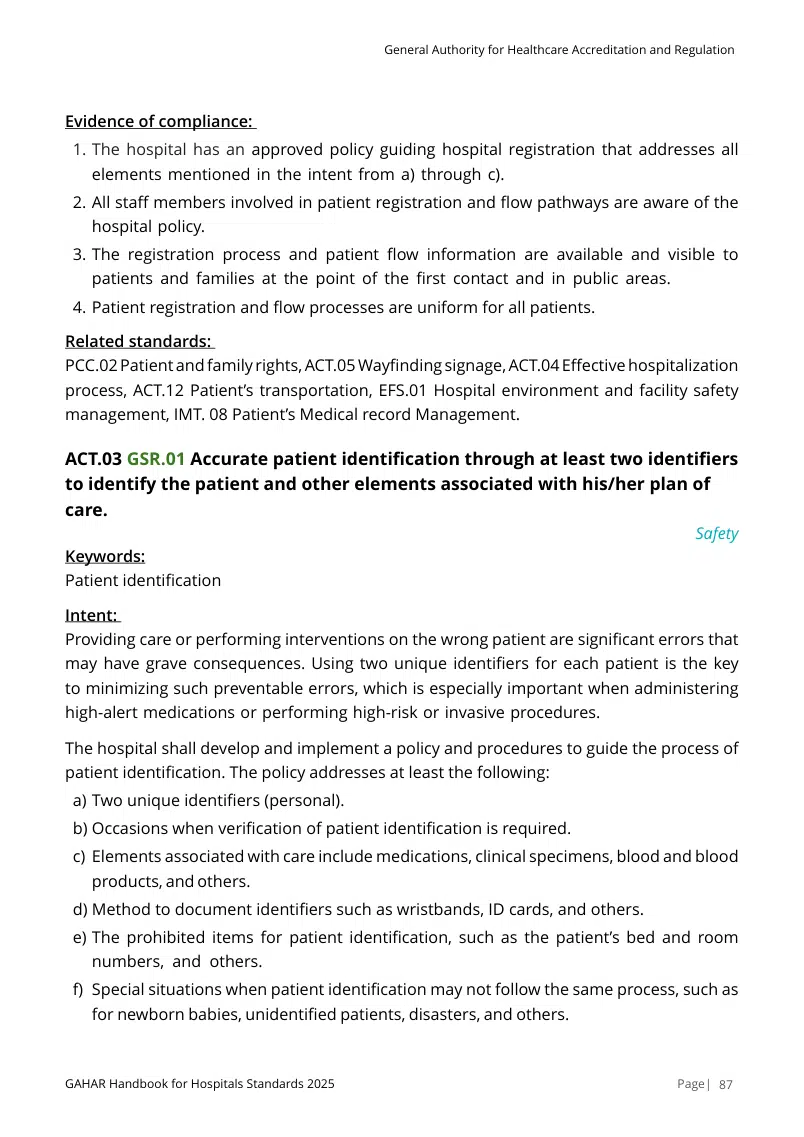 General Authority for Healthcare Accreditation and Regulation
Evidence of compliance:
1. The hospital has an approved policy guiding hospital registration that addresses all
elements mentioned in the intent from a) through c).
2. All staff members involved in patient registration and flow pathways are aware of the
hospital policy.
3. The registration process and patient flow information are available and visible to
patients and families at the point of the first contact and in public areas.
4. Patient registration and flow processes are uniform for all patients.
Related standards:
PCC.02 Patient and family rights, ACT.05 Wayfinding signage, ACT.04 Effective hospitalization
process, ACT.12 Patient’s transportation, EFS.01 Hospital environment and facility safety
management, IMT. 08 Patient’s Medical record Management.
ACT.03 GSR.01 Accurate patient identification through at least two identifiers
to identify the patient and other elements associated with his/her plan of
care.
Safety
Keywords:
Patient identification
Intent:
Providing care or performing interventions on the wrong patient are significant errors that
may have grave consequences. Using two unique identifiers for each patient is the key
to minimizing such preventable errors, which is especially important when administering
high-alert medications or performing high-risk or invasive procedures.
The hospital shall develop and implement a policy and procedures to guide the process of
patient identification. The policy addresses at least the following:
a) Two unique identifiers (personal).
b) Occasions when verification of patient identification is required.
c) Elements associated with care include medications, clinical specimens, blood and blood
products, and others.
d) Method to document identifiers such as wristbands, ID cards, and others.
e) The prohibited items for patient identification, such as the patient’s bed and room
numbers, and others.
f) Special situations when patient identification may not follow the same process, such as
for newborn babies, unidentified patients, disasters, and others.
GAHAR Handbook for Hospitals Standards 2025
Page| 87